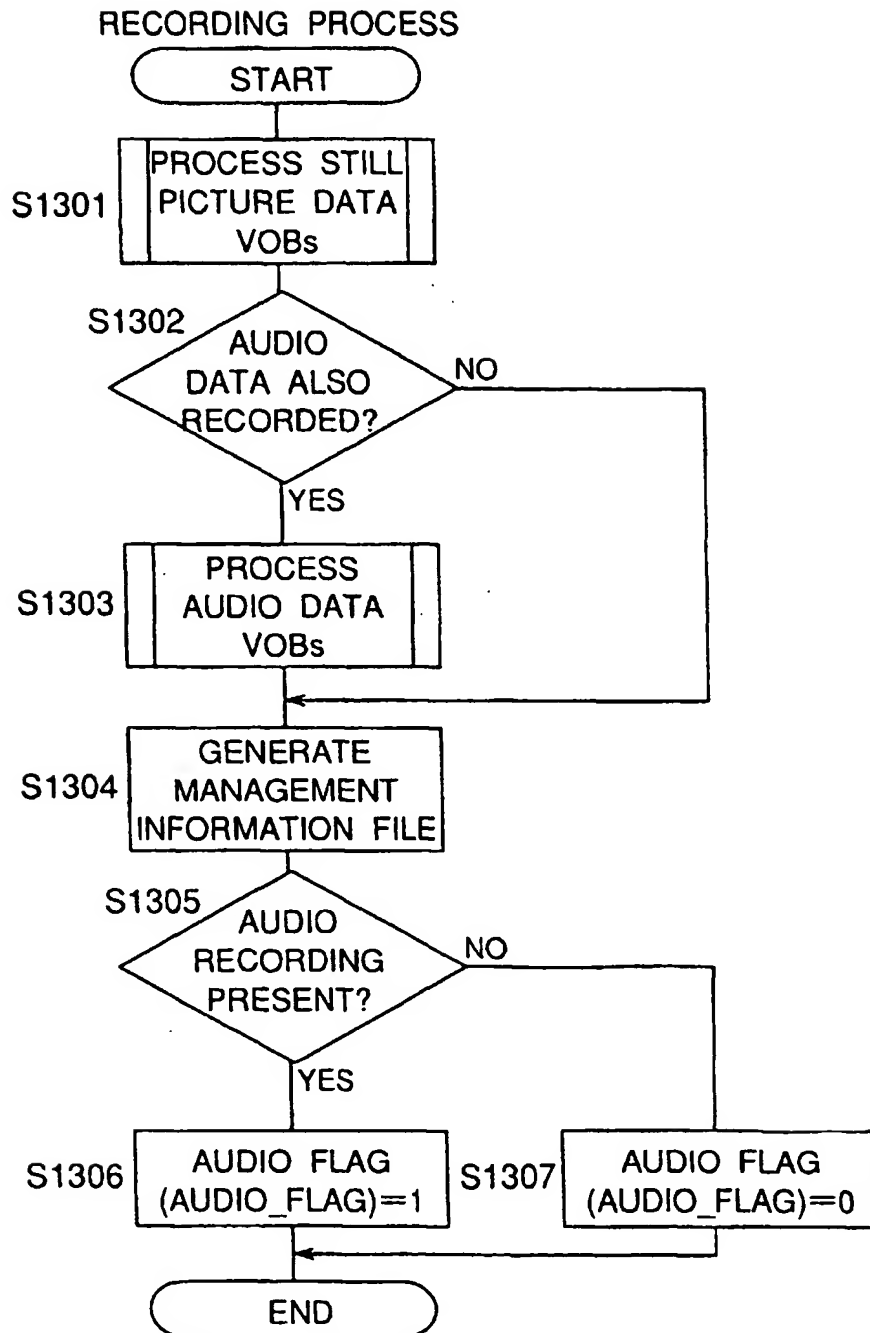 RECORDING PROCESS
START
S1301
PROCESS STILL
PICTURE DATA
VOBs
S1302
AUDIO
DATA ALSO
RECORDED?
NO
YES
S1303
PROCESS
AUDIO DATA
VOBs
S1304
GENERATE
MANAGEMENT
INFORMATION FILE
S1305
AUDIO
RECORDING
PRESENT?
NO
YES
S1306
AUDIO FLAG
(AUDIO_FLAG)=1
S1307
AUDIO FLAG
(AUDIO_FLAG)=0
END